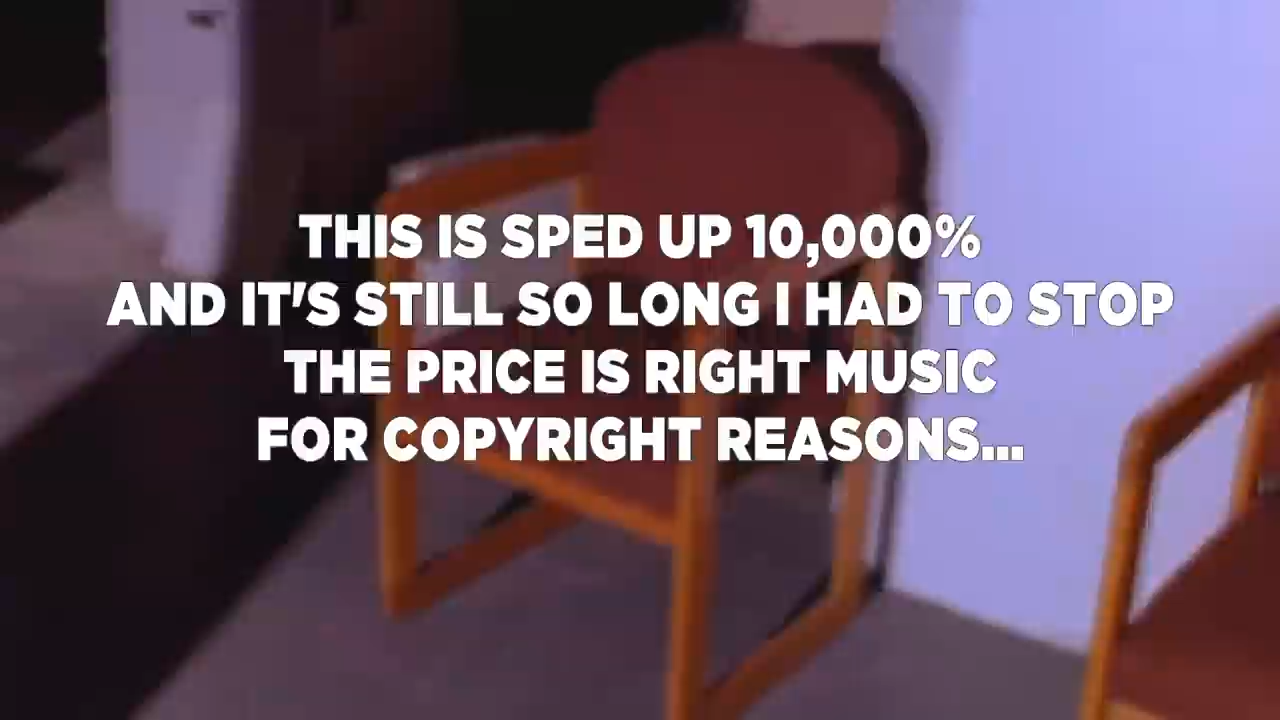 THIS IS SPED UP 10,000%
AND IT'S STILL SO LONG I HAD TO STOP
THE PRICE IS RIGHT MUSIC
FOR COPYRIGHT REASONS...